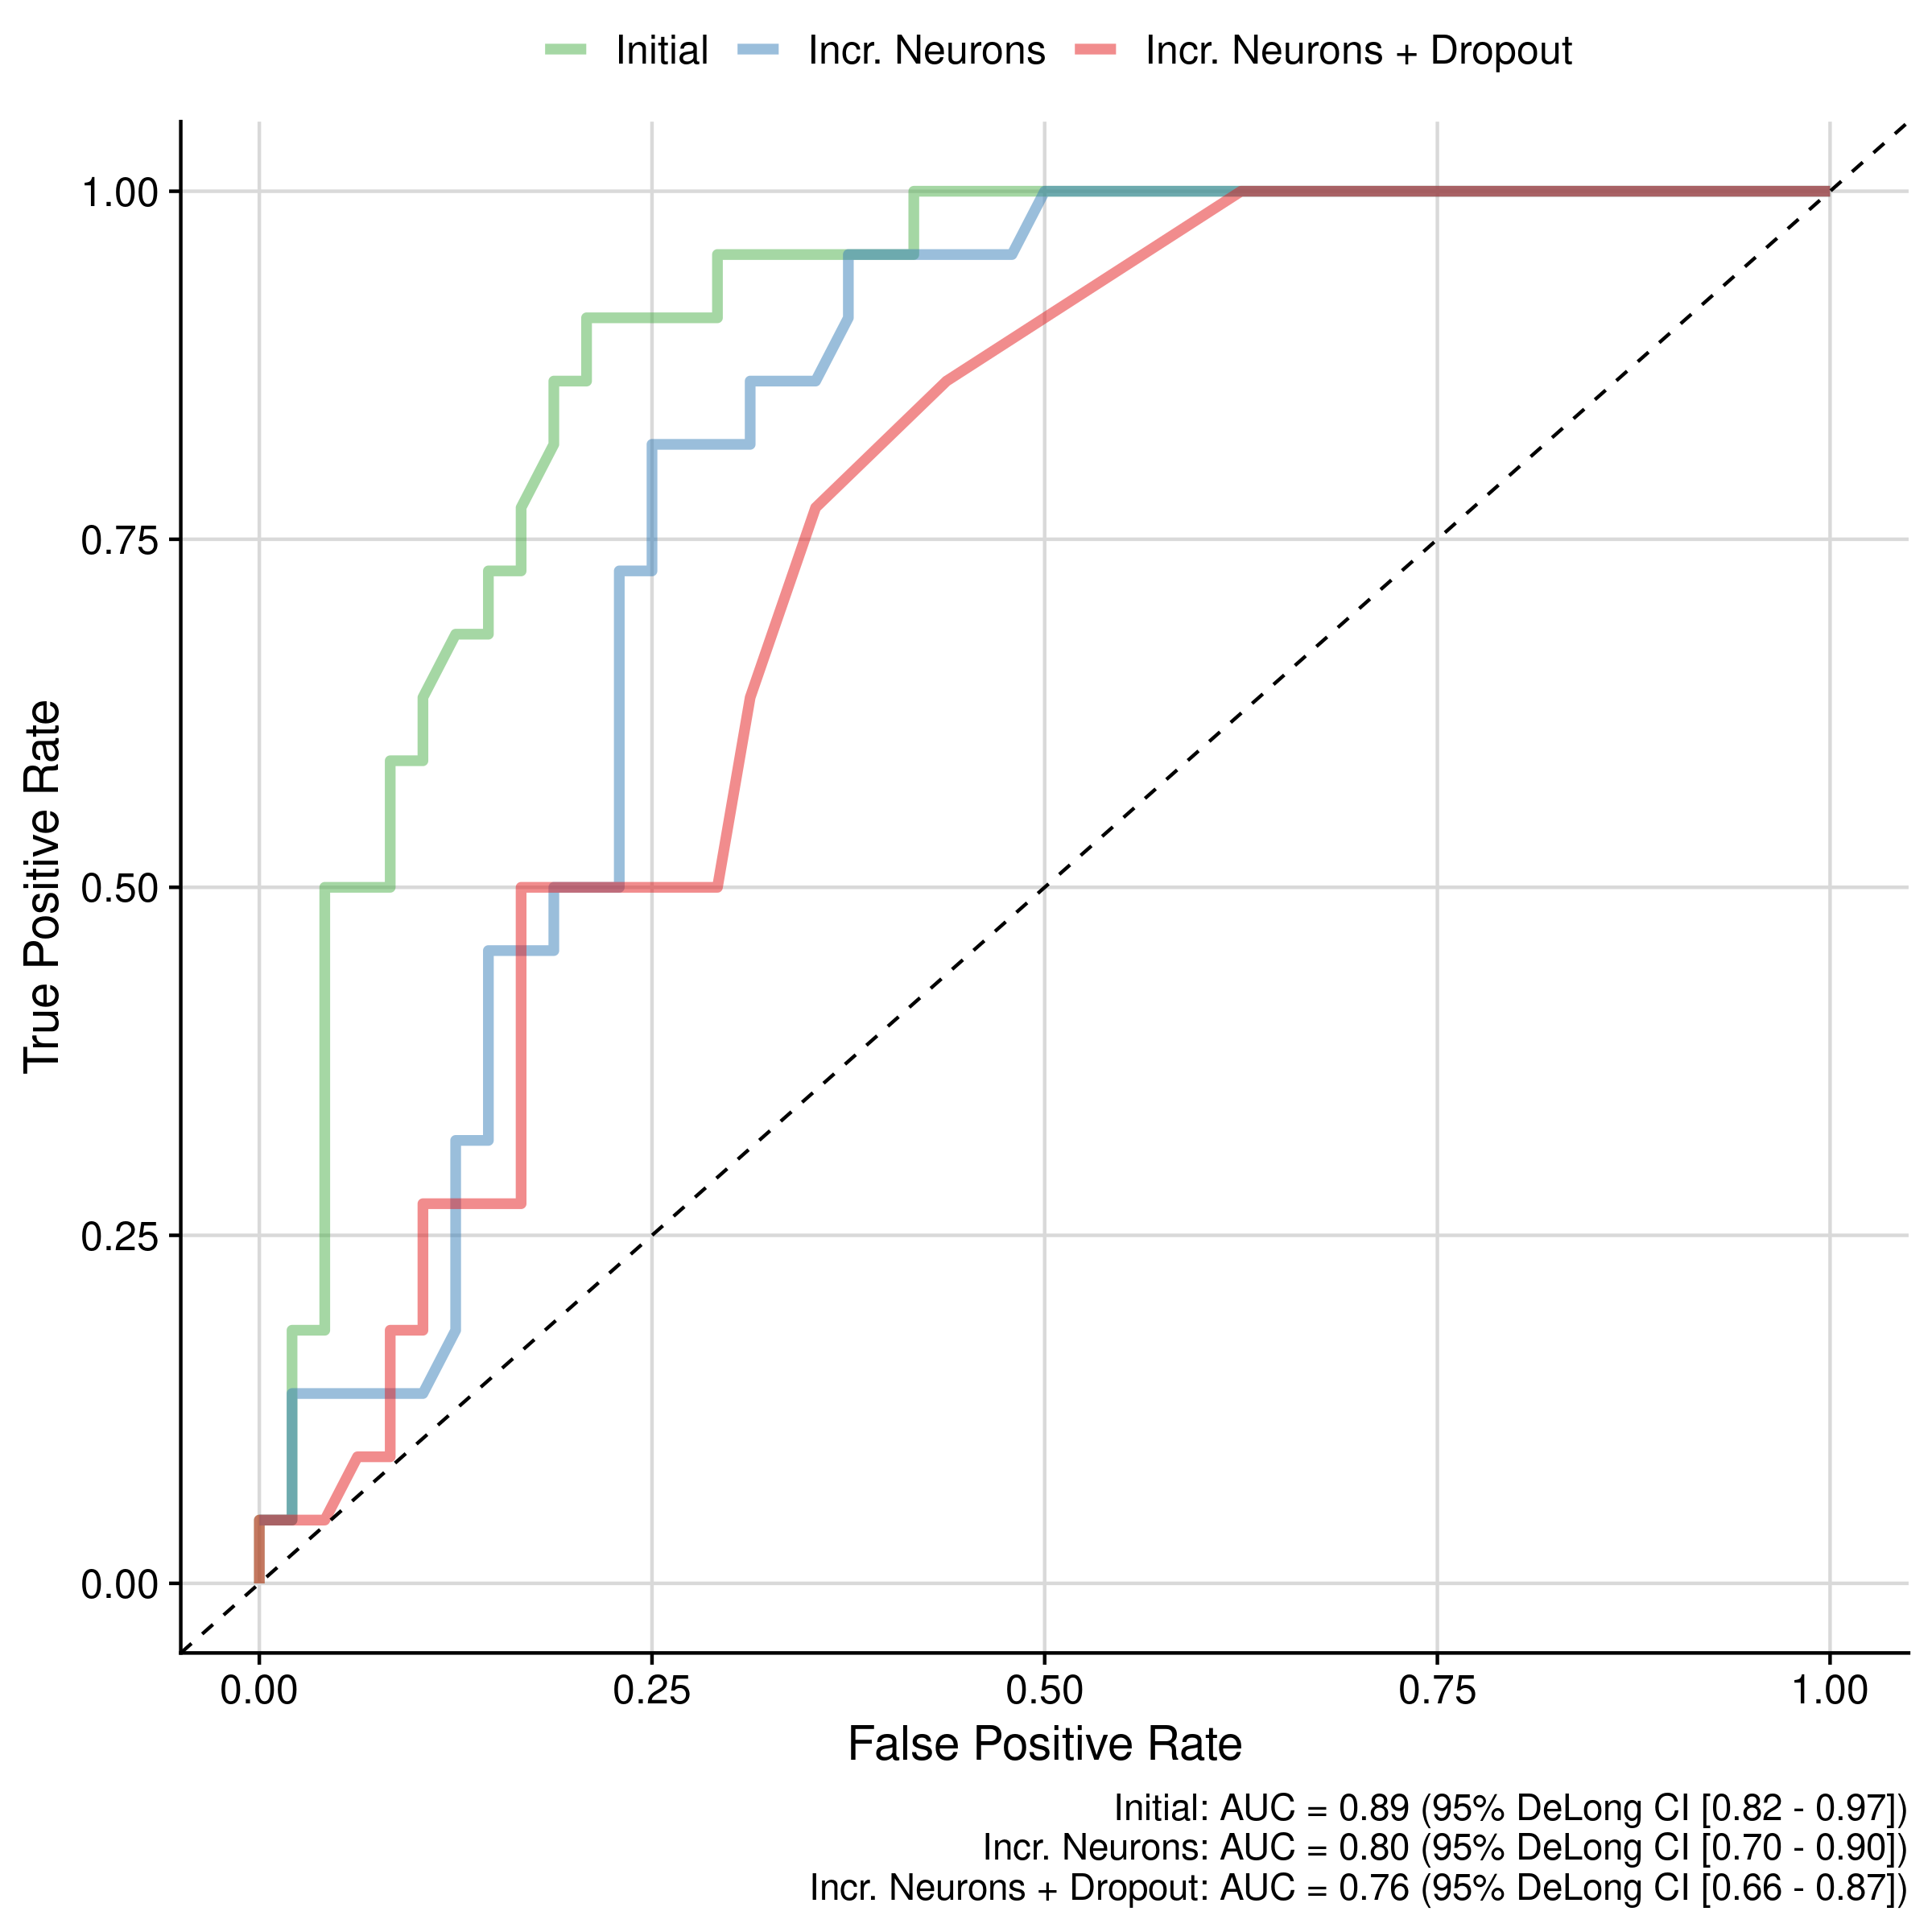 Initial Incr. Neurons Incr. Neurons + Dropout
1.00
0.75
0.50
0.25
0.00
True Positive Rate
0.00 0.25 0.50 0.75 1.00
False Positive Rate
Initial: AUC = 0.89 (95% DeLong CI [0.82 - 0.97])
Incr. Neurons: AUC = 0.80 (95% DeLong CI [0.70 - 0.90])
Incr. Neurons + Dropout: AUC = 0.76 (95% DeLong CI [0.66 - 0.87])